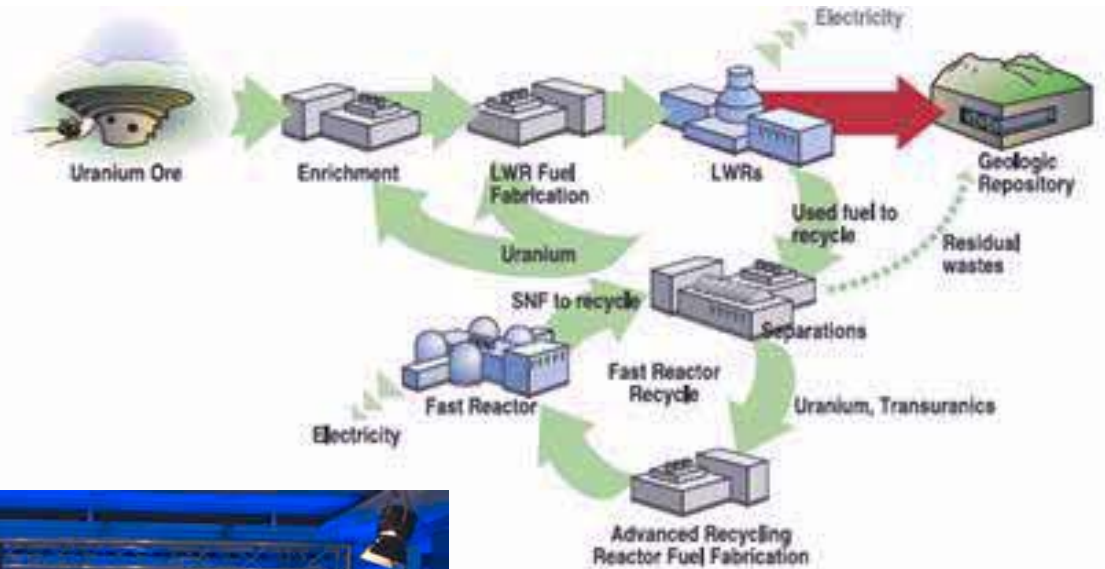 Electricity
Uranium Ore
Enrichment
LWR Fuel
Fabrication
LWRs
Geologic
Repository
Used fuel to
recycle
Uranium
Residual
wastes
SNF to recycle
Separations
Fast Reactor
Recycle
Fast Reactor
Uranium, Transuranics
Electricity
Advanced Recycling
Reactor Fuel Fabrication